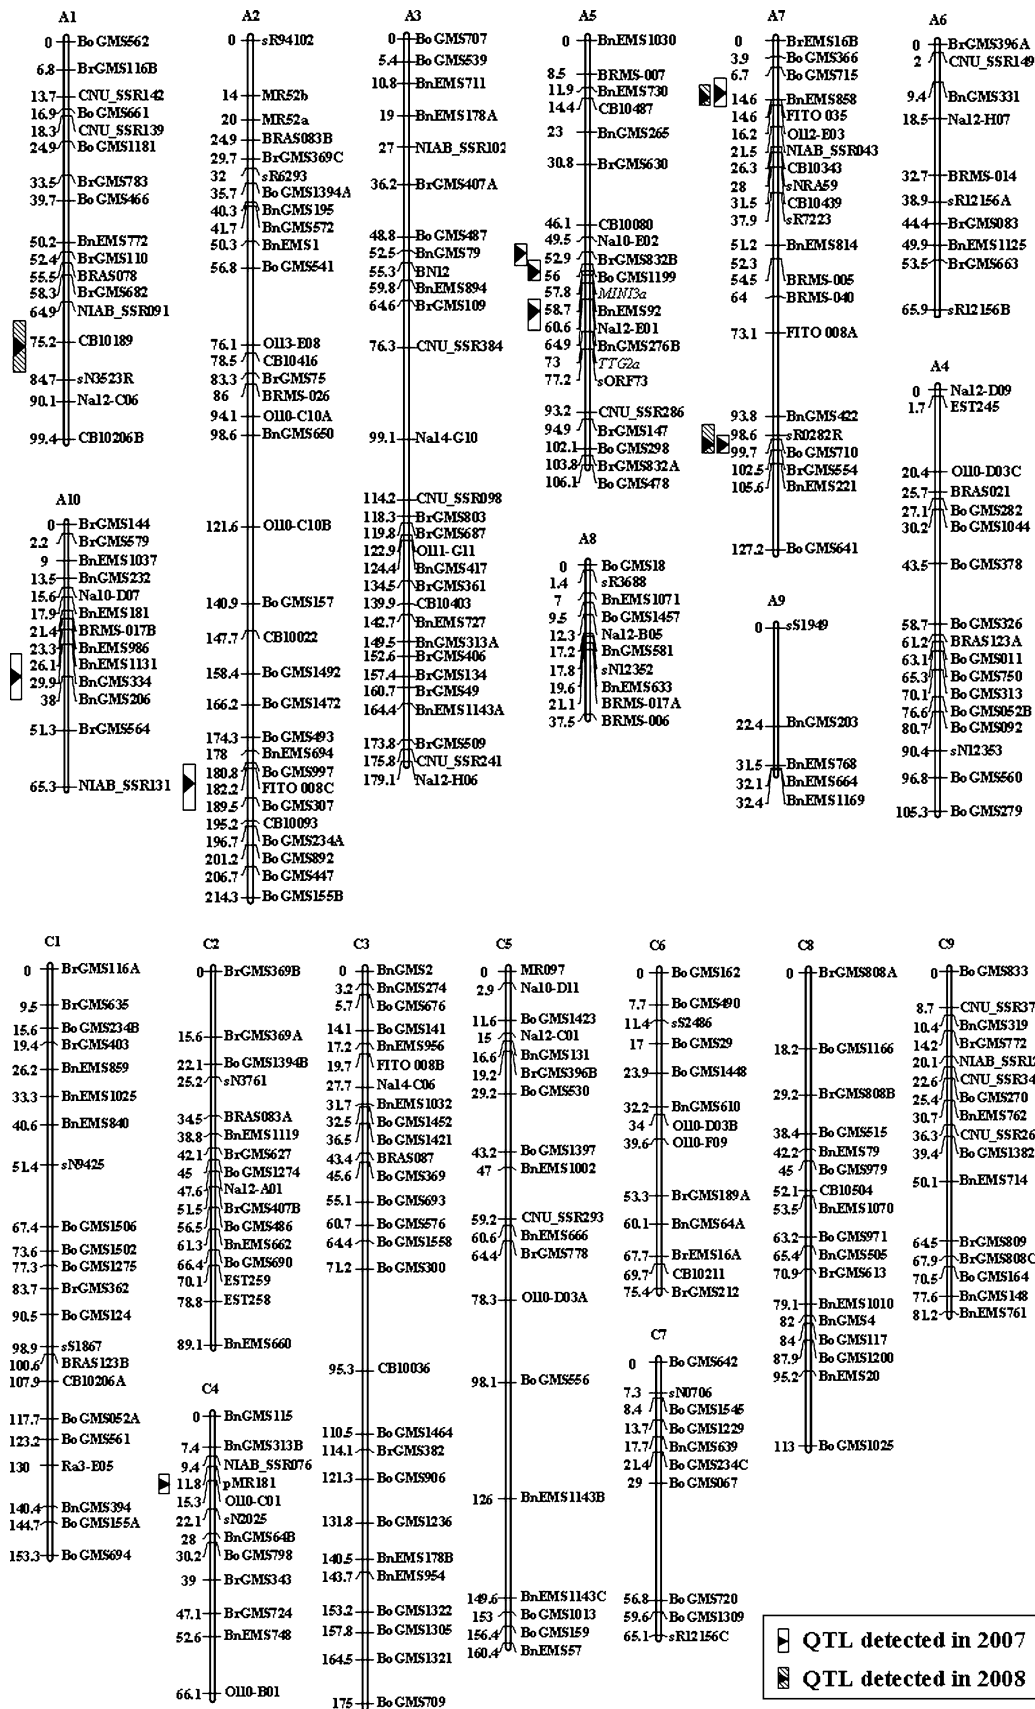 A1
0 BoGMS562
6.8 BrGMS116B
13.7 CNU_SSR142
16.9 BoGMS661
18.3 CNU_SSR139
24.9 BoGMS1181
33.5 BrGMS783
39.7 BoGMS466
50.2 BnEMS772
52.4 BrGMS110
55.5 BRAS078
58.3 BrGMS682
64.9 NIAB_SSR091
75.2 CB10189
84.7 sN3523R
90.1 Na12-C06
99.4 CB10206B
A10
0 BrGMS144
2.2 BrGMS579
9 BnEMS1037
13.5 BnGMS232
15.6 Na10-D07
17.9 BnEMS181
21.4 BRMS-017B
23.3 BnEMS986
26.1 BnEMS1131
29.9 BnGMS334
38 BnGMS206
51.3 BrGMS564
65.3 NIAB_SSR131
A2
0 sR94102
14 MR52b
20 MR52a
24.9 BRAS083B
29.7 BrGMS369C
32 sR6293
35.7 BoGMS1394A
40.3 BnGMS195
41.7 BnGMS572
50.3 BnEMS1
56.8 BoGMS541
76.1 O113-E08
78.5 CB10416
83.3 BrGMS75
86 BRMS-026
94.1 O110-C10A
98.6 BnGMS650
121.6 O110-C10B
140.9 BoGMS157
147.7 CB10022
158.4 BoGMS1492
166.2 BoGMS1472
174.3 BoGMS493
178 BnEMS694
180.8 BoGMS997
182.2 FITO 008C
189.5 BoGMS307
195.2 CB10093
196.7 BoGMS234A
201.2 BoGMS892
206.7 BoGMS447
214.3 BoGMS155B
A3
0 BoGMS707
5.4 BoGMS539
10.8 BnEMS711
19 BnEMS178A
27 NIAB_SSR102
36.2 BrGMS407A
48.8 BoGMS487
52.5 BnGMS79
55.3 BN12
59.8 BnEMS894
64.6 BrGMS109
76.3 CNU_SSR384
99.1 Na14-G10
114.2 CNU_SSR098
118.3 BrGMS803
119.8 BrGMS687
122.9 O111-G11
124.4 BnGMS417
134.5 BrGMS361
139.9 CB10403
142.7 BnEMS727
149.5 BnGMS313A
152.6 BrGMS406
157.4 BrGMS134
160.7 BrGMS49
164.4 BnEMS1143A
173.8 BrGMS509
175.8 CNU_SSR241
179.1 Na12-H06
A5
0 BnEMS1030
8.5 BRMS-007
11.9 BnEMS730
14.4 CB10487
23 BnGMS265
30.8 BrGMS630
46.1 CB10080
49.5 Na10-E02
52.9 BrGMS832B
56 BoGMS1199
57.8 MINI3a
58.7 BnEMS92
60.6 Na12-E01
64.9 BnGMS276B
73 TTG2a
77.2 sORF73
93.2 CNU_SSR286
94.9 BrGMS147
102.1 BoGMS298
103.8 BrGMS832A
106.1 BoGMS478
A8
0 BoGMS18
1.4 sR3688
7 BnEMS1071
9.5 BoGMS1457
12.3 Na12-B05
17.2 BnGMS581
17.8 sN12352
19.6 BnEMS633
21.1 BRMS-017A
37.5 BRMS-006
A7
0 BrEMS16B
3.9 BoGMS366
6.7 BoGMS715
14.6 BnEMS858
14.6 FITO 035
16.2 O112-E03
21.5 NIAB_SSR043
26.3 CB10343
28 sNRA59
31.5 CB10439
37.9 sR7223
51.2 BnEMS814
52.3
54.5 BRMS-005
64 BRMS-040
73.1 FITO 008A
93.8 BnGMS422
98.6 sR0282R
99.7 BoGMS710
102.5 BrGMS554
105.6 BnEMS221
127.2 BoGMS641
A9
0 sS1949
22.4 BnGMS203
31.5 BnEMS768
32.1 BnEMS664
32.4 BnEMS1169
A6
0 BrGMS396A
2 CNU_SSR149
9.4 BnGMS331
18.5 Na12-H07
32.7 BRMS-014
38.9 sR12156A
44.4 BrGMS083
49.9 BnEMS1125
53.5 BrGMS663
65.9 sR12156B
A4
0 Na12-D09
1.7 EST245
20.4 O110-D03C
25.7 BRAS021
27.1 BoGMS282
30.2 BoGMS1044
43.5 BoGMS378
58.7 BoGMS326
61.2 BRAS123A
63.1 BoGMS011
65.3 BoGMS750
70.1 BoGMS313
76.6 BoGMS052B
80.7 BoGMS092
90.4 sN12353
96.8 BoGMS560
105.3 BoGMS279
C1
0 BrGMS116A
9.5 BrGMS635
15.6 BoGMS234B
19.4 BrGMS403
26.2 BnEMS859
33.3 BnEMS1025
40.6 BnEMS840
51.4 sN9425
67.4 BoGMS1506
73.6 BoGMS1502
77.3 BoGMS1275
83.7 BrGMS362
90.5 BoGMS124
98.9 sS1867
100.6 BRAS123B
107.9 CB10206A
117.7 BoGMS052A
123.2 BoGMS561
130 Ra3-E05
140.4 BnGMS394
144.7 BoGMS155A
153.3 BoGMS694
C2
0 BrGMS369B
15.6 BrGMS369A
22.1 BoGMS1394B
25.2 sN3761
34.5 BRAS083A
38.8 BnEMS1119
42.1 BrGMS627
45 BoGMS1274
47.6 Na12-A01
51.5 BrGMS407B
56.5 BoGMS486
61.3 BnEMS662
66.4 BoGMS690
70.1 EST259
78.8 EST258
89.1 BnEMS660
C4
0 BnGMS115
7.4 BnGMS313B
9.4 NIAB_SSR076
11.8 pMR181
15.3 O110-C01
22.1 sN2025
28 BnGMS64B
30.2 BoGMS798
39 BrGMS343
47.1 BrGMS724
52.6 BnEMS748
66.1 O110-B01
C3
0 BnGMS2
3.2 BnGMS274
5.7 BoGMS676
14.1 BoGMS141
17.2 BnEMS956
19.7 FITO 008B
27.7 Na14-C06
31.7 BnEMS1032
32.5 BoGMS1452
36.5 BoGMS1421
43.4 BRAS087
45.6 BoGMS369
55.1 BoGMS693
60.7 BoGMS576
64.4 BoGMS1558
71.2 BoGMS300
95.3 CB10036
110.5 BoGMS1464
114.1 BrGMS382
121.3 BoGMS906
131.8 BoGMS1236
140.5 BnEMS178B
143.7 BnEMS954
153.2 BoGMS1322
157.8 BoGMS1305
164.5 BoGMS1321
175 BoGMS709
C5
0 MR097
2.9 Na10-D11
11.6 BoGMS1423
15 Na12-C01
16.6 BnGMS131
19.2 BrGMS396B
29.2 BoGMS530
43.2 BoGMS1397
47 BnEMS1002
59.2 CNU_SSR293
60.6 BnEMS666
64.4 BrGMS778
78.3 O110-D03A
98.1 BoGMS556
126 BnEMS1143B
149.6 BnEMS1143C
153 BoGMS1013
156.4 BoGMS159
160.4 BnEMS57
C6
0 BoGMS162
7.7 BoGMS490
11.4 sS2486
17 BoGMS29
23.9 BoGMS1448
32.2 BnGMS610
34 O110-D03B
39.6 O110-F09
53.3 BrGMS189A
60.1 BnGMS64A
67.7 BrEMS16A
69.7 CB10211
75.4 BrGMS212
C7
0 BoGMS642
7.3 sN0706
8.4 BoGMS1545
13.7 BoGMS1229
17.7 BnGMS639
21.4 BoGMS234C
29 BoGMS067
56.8 BoGMS720
59.6 BoGMS1309
65.1 sR12156C
C8
0 BrGMS808A
18.2 BoGMS1166
29.2 BrGMS808B
38.4 BoGMS515
42.2 BnEMS79
45 BoGMS979
52.1 CB10504
53.5 BnEMS1070
63.2 BoGMS971
65.4 BnGMS505
70.9 BrGMS613
79.1 BnEMS1010
82 BnGMS4
84 BoGMS117
87.9 BoGMS1200
95.2 BnEMS20
113 BoGMS1025
C9
0 BoGMS833
8.7 CNU_SSR37
10.4 BnGMS319
14.2 BrGMS772
20.1 NIAB_SSR12
22.6 CNU_SSR34
25.4 BoGMS270
30.7 BnEMS762
36.3 CNU_SSR26
39.4 BoGMS1382
50.1 BnEMS714
64.5 BrGMS809
67.9 BrGMS808C
70.5 BoGMS164
77.6 BnGMS148
81.2 BnEMS761
QTL detected in 2007
QTL detected in 2008